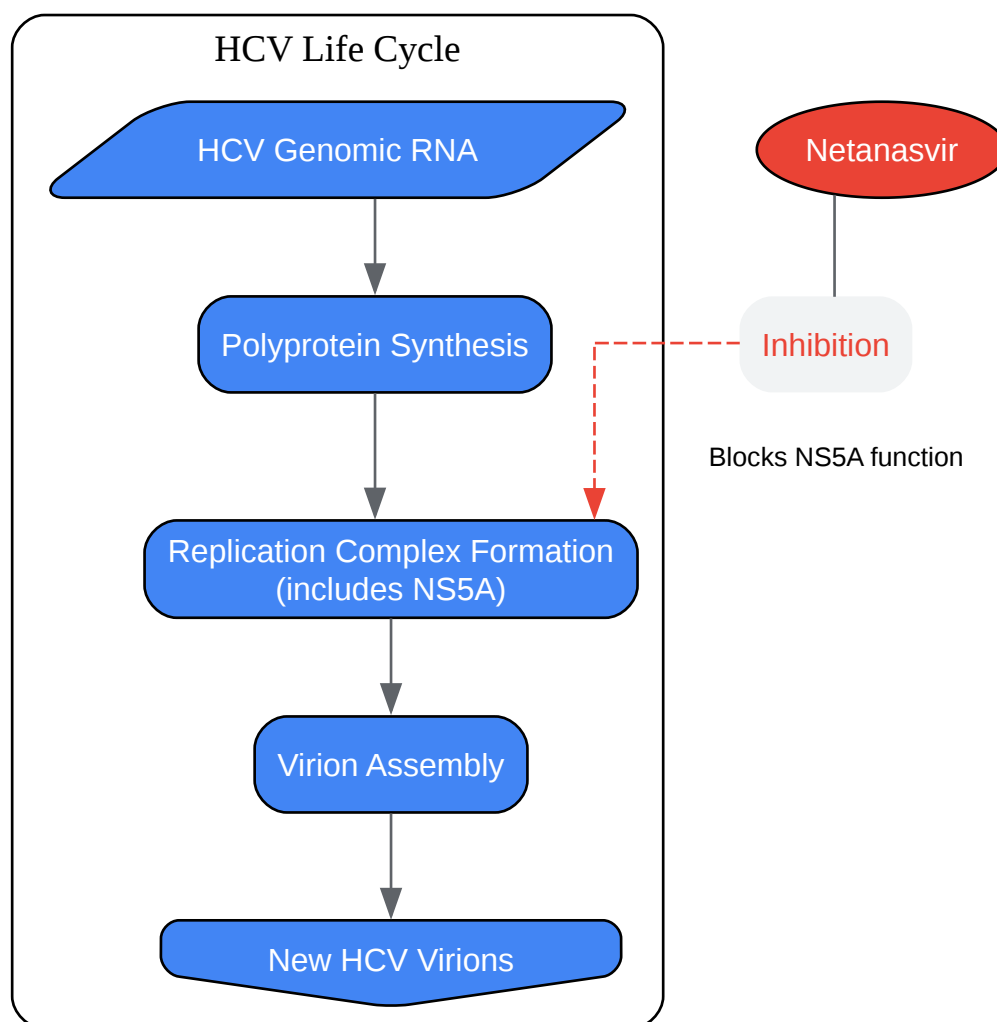 HCV Life Cycle
HCV Genomic RNA
Netanasvir
Polyprotein Synthesis
Inhibition
Blocks NS5A function
Replication Complex Formation
(includes NS5A)
Virion Assembly
New HCV Virions